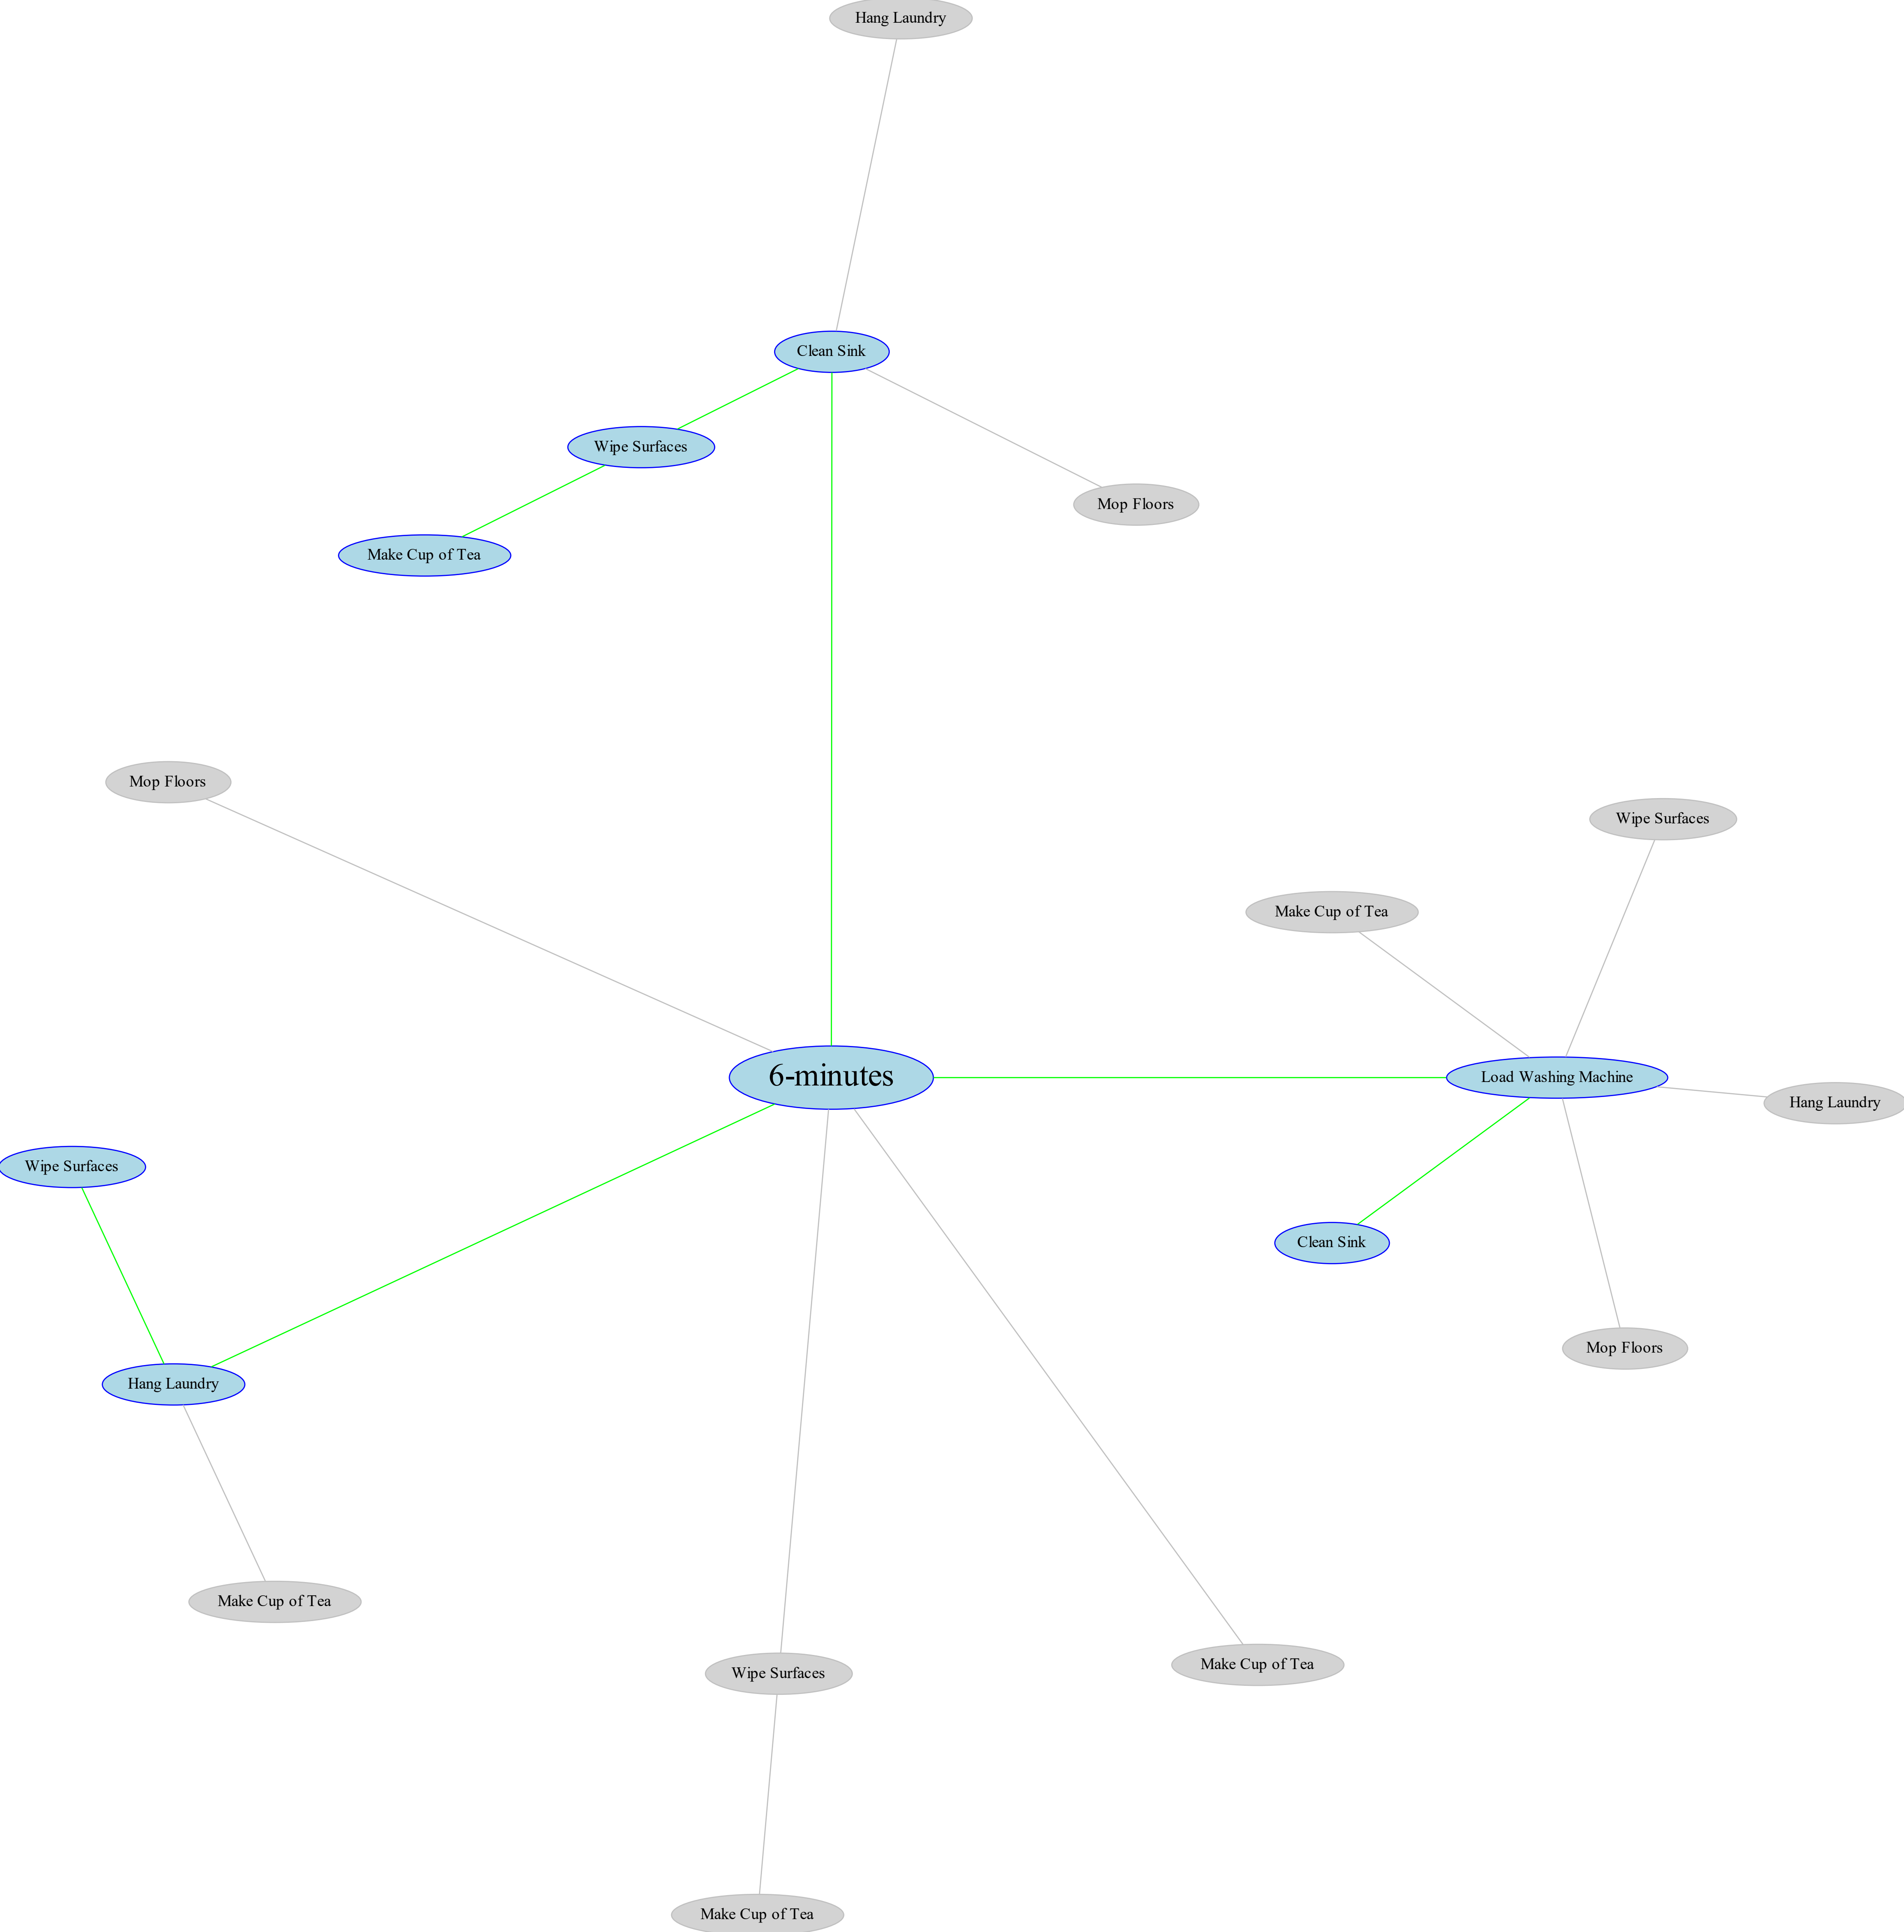 Hang Laundry
Clean Sink
Wipe Surfaces
Mop Floors
Make Cup of Tea
Mop Floors
Wipe Surfaces
Make Cup of Tea
6-minutes
Load Washing Machine
Hang Laundry
Wipe Surfaces
Clean Sink
Mop Floors
Hang Laundry
Make Cup of Tea
Make Cup of Tea
Wipe Surfaces
Make Cup of Tea